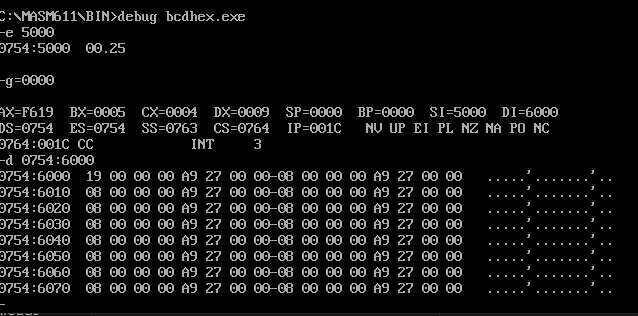 C:\MASM611\BIN>debug bcdhex.exe
-e 5000
0754:5000  00.25
-g=0000
AX=F619  BX=0005  CX=0004  DX=0009  SP=0000  BP=0000  SI=5000  DI=6000
DS=0754  ES=0754  SS=0763  CS=0764  IP=001C   NV UP EI PL NZ NA PO NC
0764:001C CC            INT     3
-d 0754:6000
0754:6000  19 00 00 00 A9 27 00 00-08 00 00 00 A9 27 00 00   .....'.......'..
0754:6010  08 00 00 00 A9 27 00 00-08 00 00 00 A9 27 00 00   .....'.......'..
0754:6020  08 00 00 00 A9 27 00 00-08 00 00 00 A9 27 00 00   .....'.......'..
0754:6030  08 00 00 00 A9 27 00 00-08 00 00 00 A9 27 00 00   .....'.......'..
0754:6040  08 00 00 00 A9 27 00 00-08 00 00 00 A9 27 00 00   .....'.......'..
0754:6050  08 00 00 00 A9 27 00 00-08 00 00 00 A9 27 00 00   .....'.......'..
0754:6060  08 00 00 00 A9 27 00 00-08 00 00 00 A9 27 00 00   .....'.......'..
0754:6070  08 00 00 00 A9 27 00 00-08 00 00 00 A9 27 00 00   .....'.......'..
-